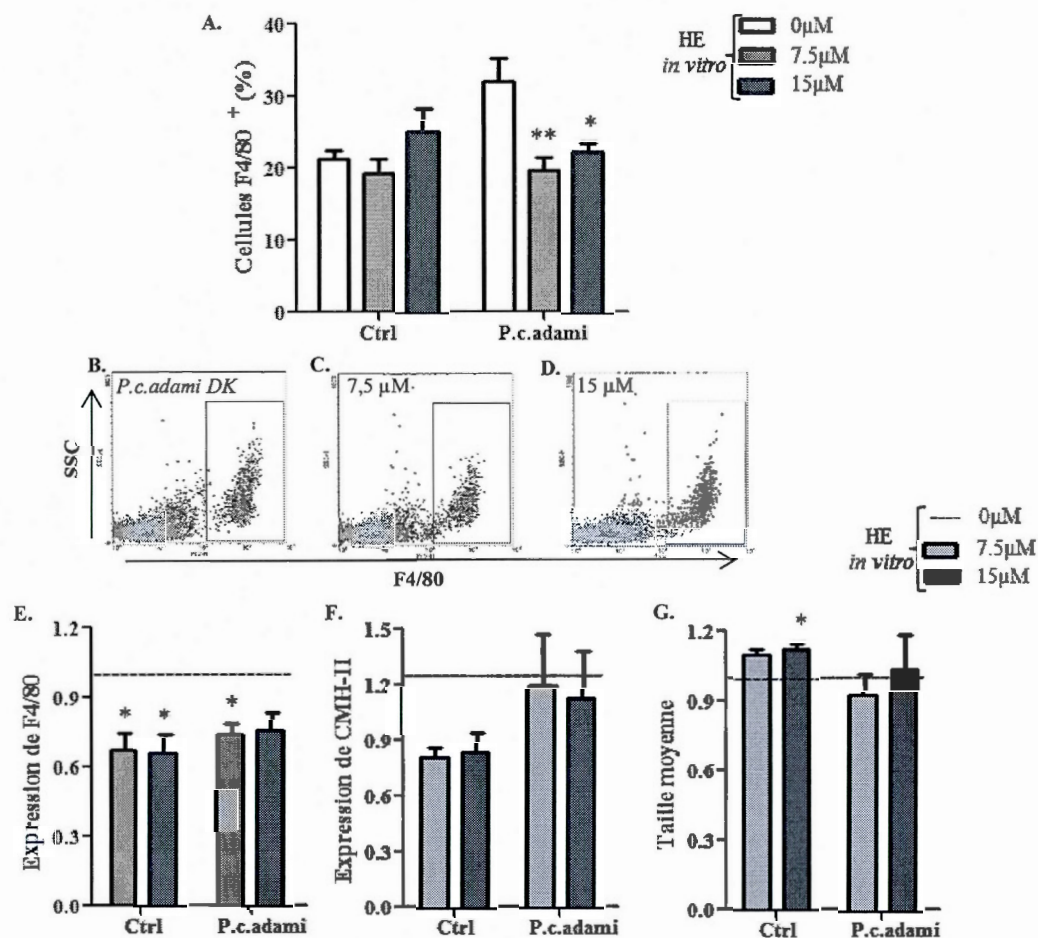 A.
40
30
20
10
0
Cellules F4/80 + (%)
** *
Ctrl P.c.adami
HE
in vitro
0µM
7.5µM
15µM
B. P.c.adami DK
C. 7,5 µM
D. 15 µM
SSC
F4/80
HE
in vitro
0µM
7.5µM
15µM
E.
1.2
0.9
0.6
0.3
0.0
Expression de F4/80
* * *
Ctrl P.c.adami
F.
1.5
1.2
0.9
0.6
0.3
0.0
Expression de CMH-II
Ctrl P.c.adami
G.
1.2
0.9
0.6
0.3
0.0
Taille moyenne
*
Ctrl P.c.adami